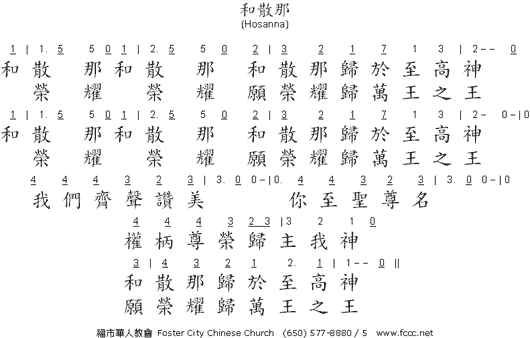 和散那
(Hosanna)
1 | 1. 5 5 0 1 | 2. 5 5 0 2 | 3 2 1 7 1 3 | 2 - - 0
和散 那和散 那 和散那歸於至高神
榮耀 榮耀 願榮耀歸萬王之王
1 | 1. 5 5 0 1 | 2. 5 5 0 2 | 3 2 1 7 1 3 | 2 - 0-|0
和散 那和散 那 和散那歸於至高神
榮耀 榮耀 願榮耀歸萬王之王
4 4 4 3 2 3 | 3. 0 0-|0. 4 4 3 2 3 | 3. 0 0-|0
我們齊聲讚美 你至聖尊名
4 4 4 3 2 3 |3 2 1 0
權柄尊榮歸主我神
3 | 4 3 2 1 2. 1 | 1 - - 0 ||
和散那歸於至高神
願榮耀歸萬王之王
福市華人教會 Foster City Chinese Church (650) 577-8880 / 5 www.fccc.net